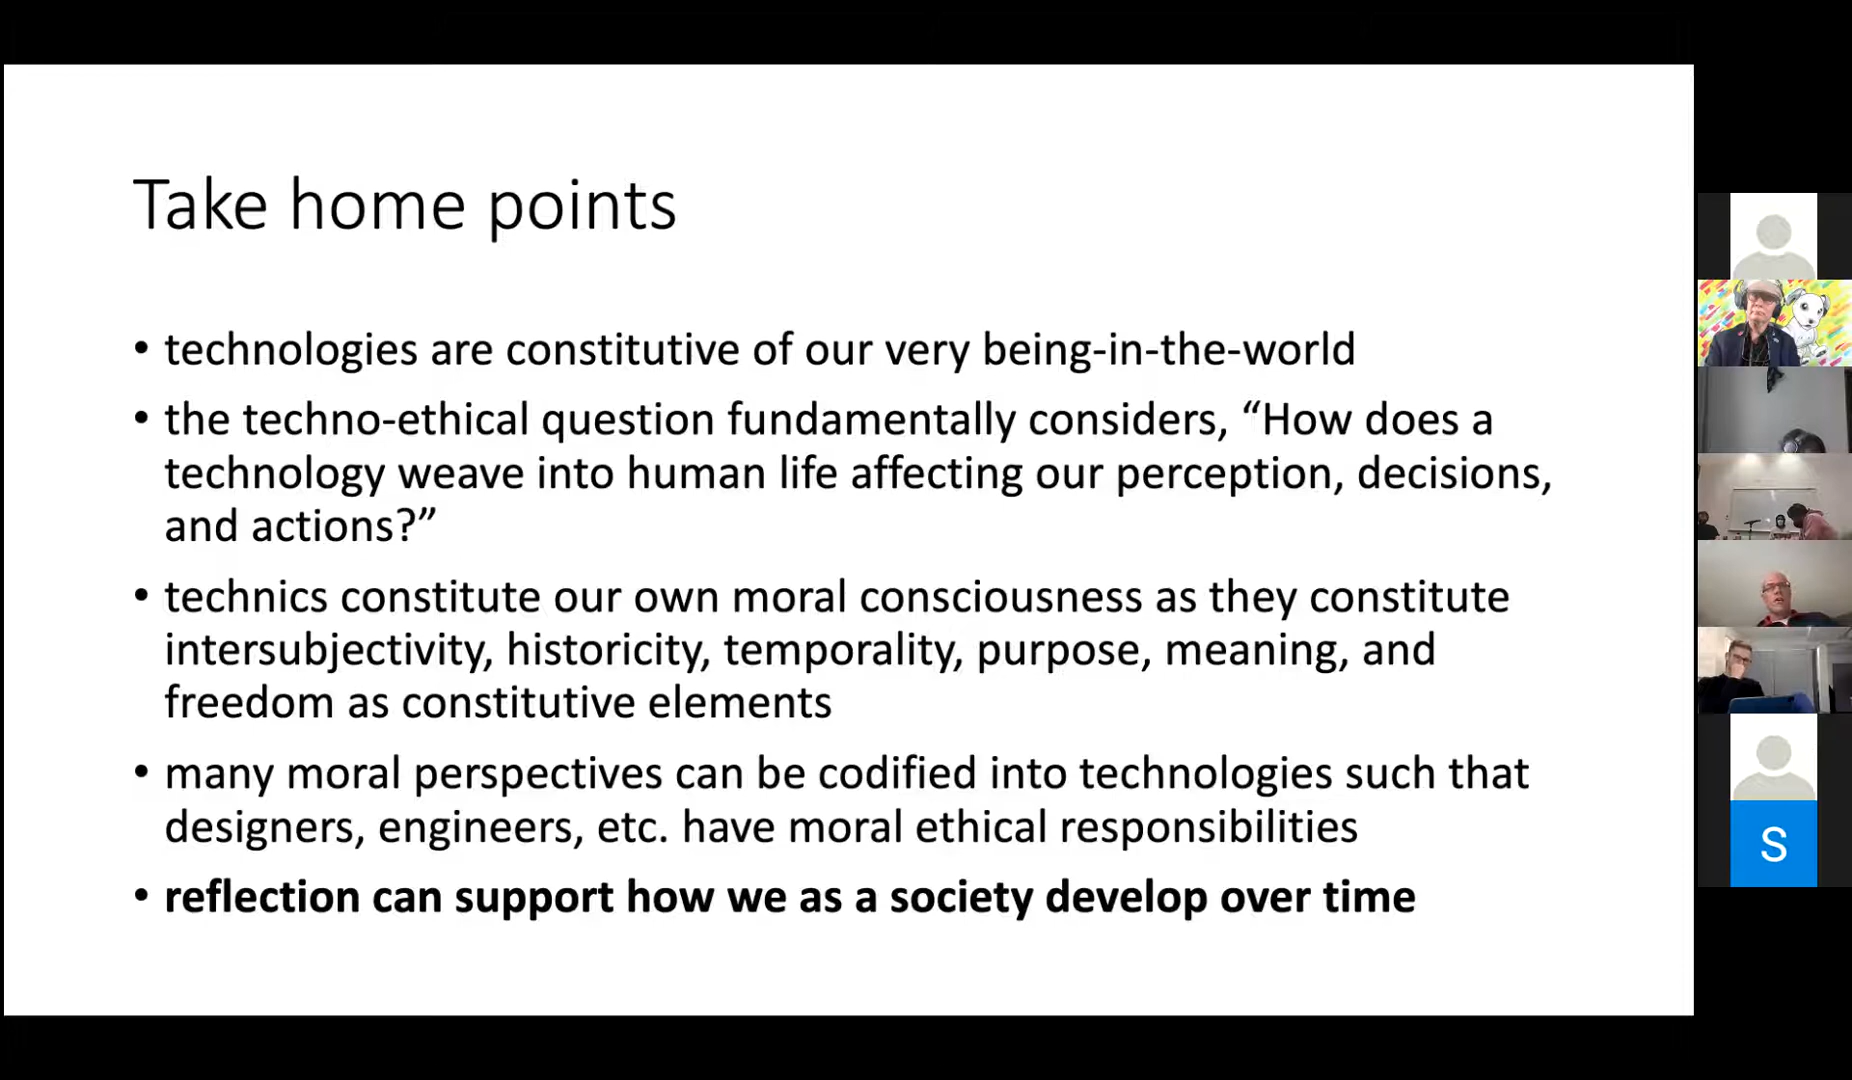 Take home points
• technologies are constitutive of our very being-in-the-world
• the techno-ethical question fundamentally considers, “How does a
technology weave into human life affecting our perception, decisions,
and actions?”
• technics constitute our own moral consciousness as they constitute
intersubjectivity, historicity, temporality, purpose, meaning, and
freedom as constitutive elements
• many moral perspectives can be codified into technologies such that
designers, engineers, etc. have moral ethical responsibilities
• reflection can support how we as a society develop over time
S